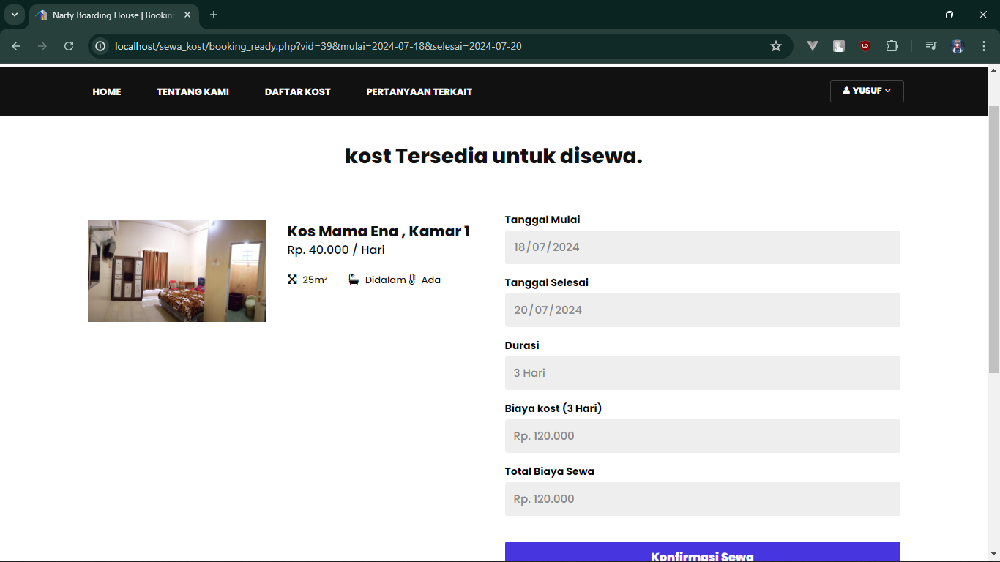 Narty Boarding House | Booking
localhost/sewa_kost/booking_ready.php?vid=39&mulai=2024-07-18&selesai=2024-07-20
HOME TENTANG KAMI DAFTAR KOST PERTANYAAN TERKAIT YUSUF
kost Tersedia untuk disewa.
Kos Mama Ena , Kamar 1
Rp. 40.000 / Hari
25m² Didalam Ada
Tanggal Mulai
18/07/2024
Tanggal Selesai
20/07/2024
Durasi
3 Hari
Biaya kost (3 Hari)
Rp. 120.000
Total Biaya Sewa
Rp. 120.000
Konfirmasi Sewa